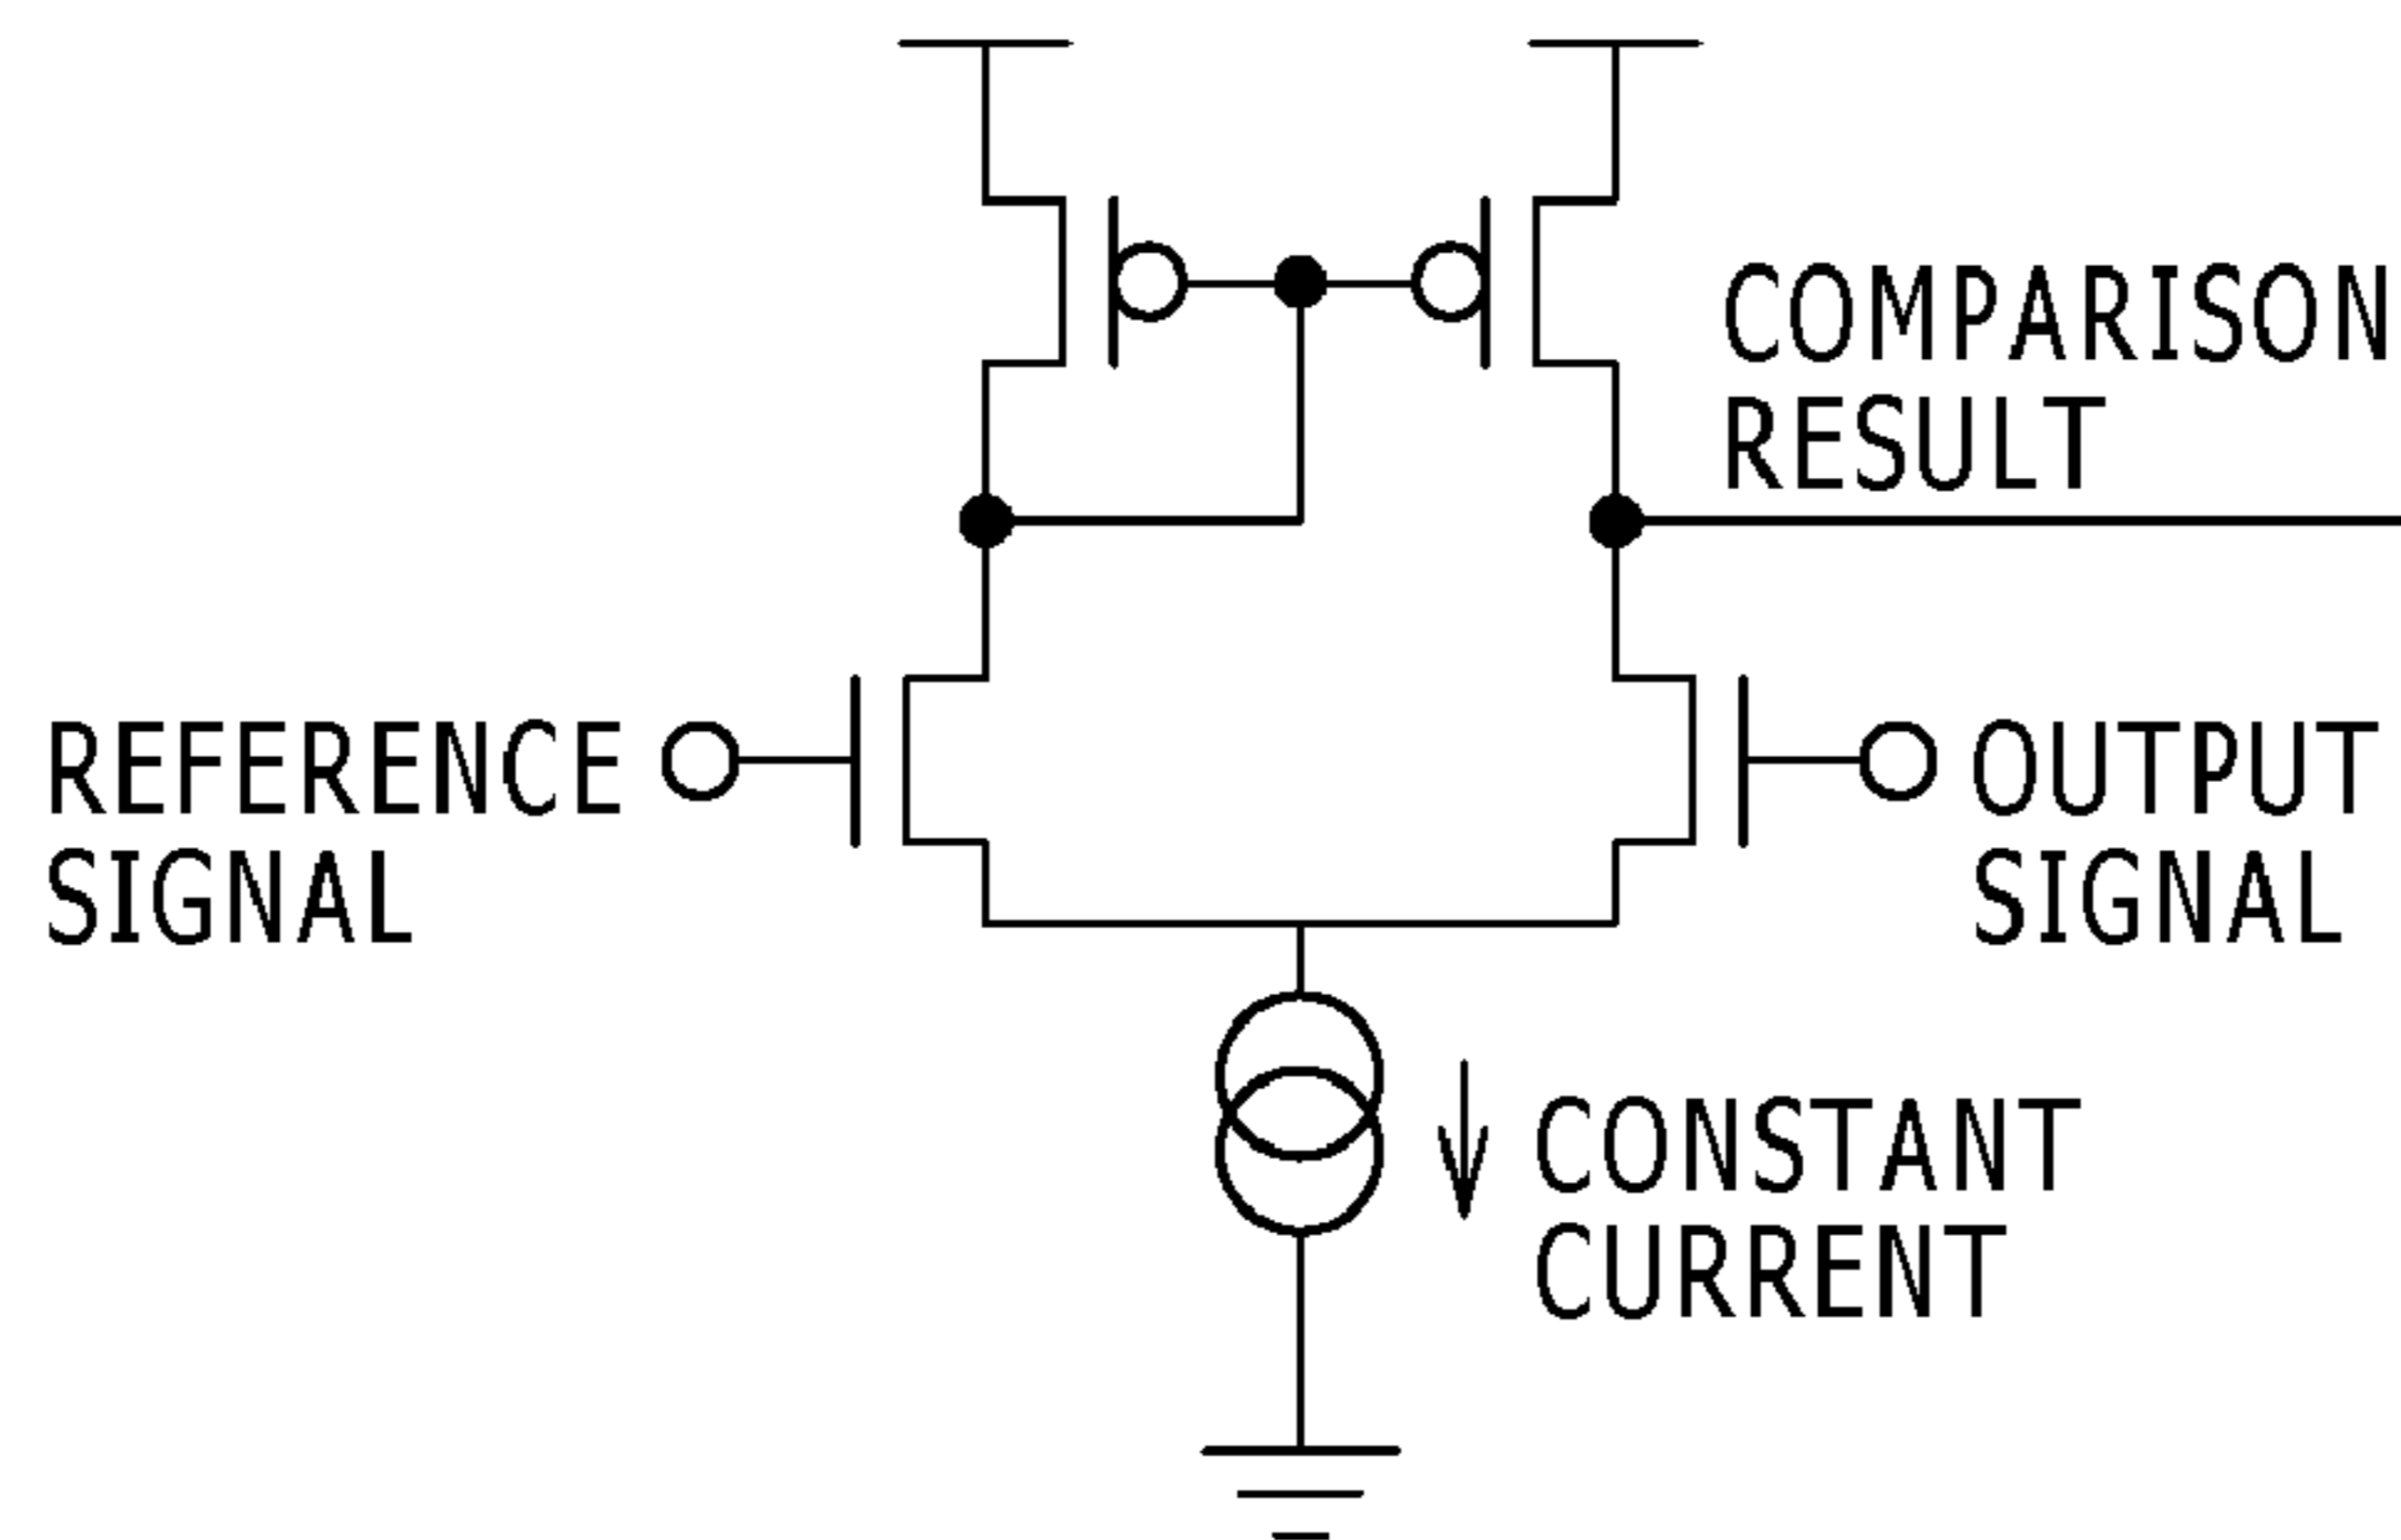 COMPARISON
RESULT
REFERENCE
SIGNAL
OUTPUT
SIGNAL
CONSTANT
CURRENT